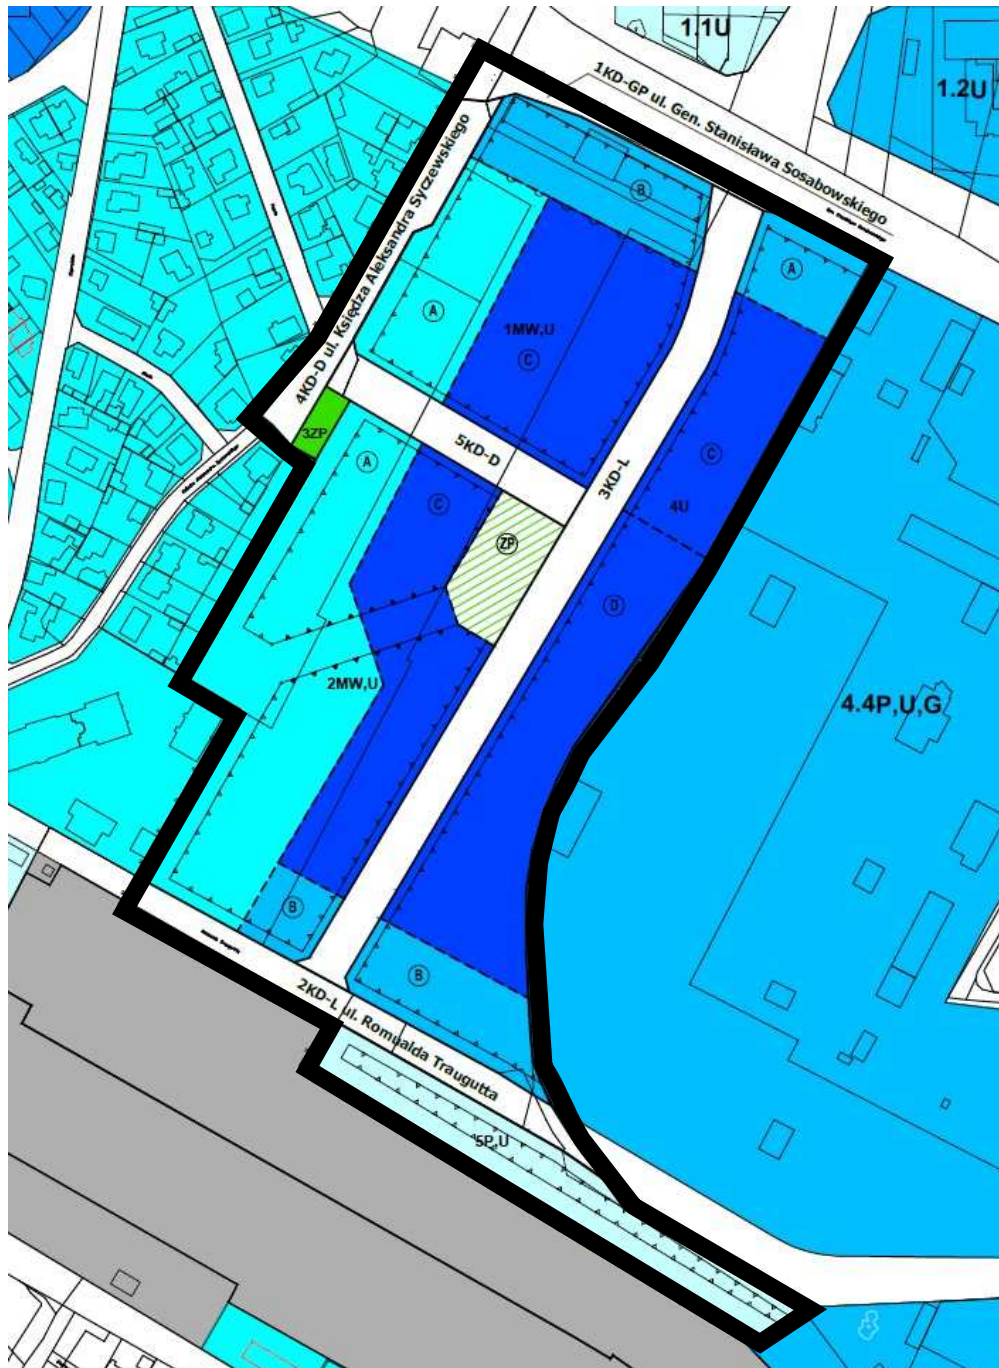 1.1U
1KD-GP ul. Gen. Stanisława Sosabowskiego
1.2U
4KD-D ul. Księdza Aleksandra Syczewskiego
B
A
A
1MW,U
C
3ZP
5KD-D
3KD-L
A
C
C
4U
ZP
D
2MW,U
4.4P,U,G
B
B
2KD-L ul. Romualda Traugutta
5P,U